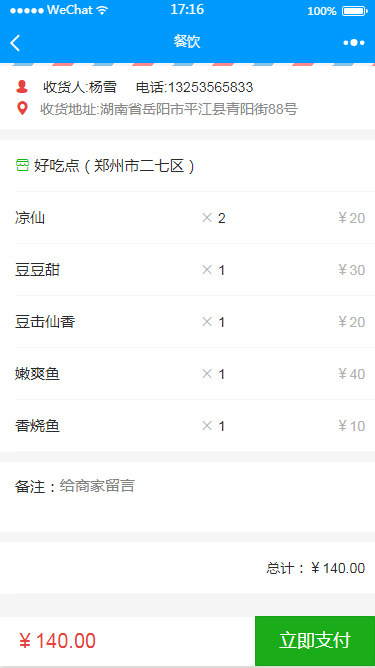 WeChat 17:16 100%
餐饮
收货人:杨雪 电话:13253565833
收货地址:湖南省岳阳市平江县青阳街88号
好吃点（郑州市二七区）
凉仙 × 2 ￥20
豆豆甜 × 1 ￥30
豆击仙香 × 1 ￥20
嫩爽鱼 × 1 ￥40
香烧鱼 × 1 ￥10
备注：给商家留言
总计：￥140.00
￥140.00 立即支付